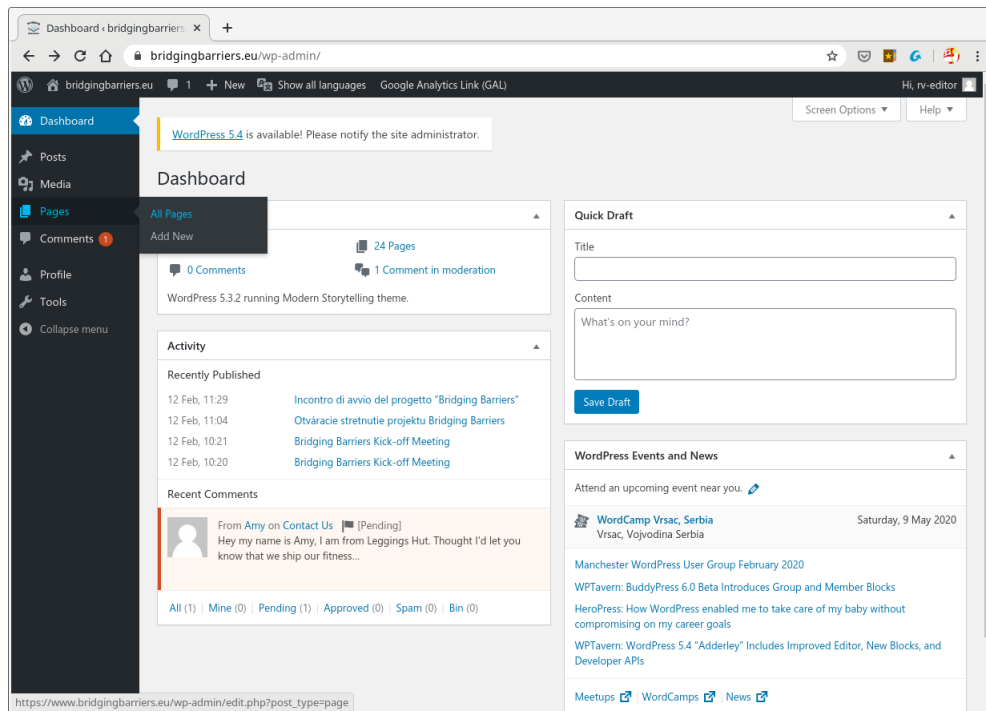 Dashboard ‹ bridgingbarriers
bridgingbarriers.eu/wp-admin/
bridgingbarriers.eu 1 New Show all languages Google Analytics Link (GAL) Hi, rv-editor
Screen Options Help
Dashboard
Posts
Media
Pages
Comments 1
Profile
Tools
Collapse menu
All Pages
Add New
WordPress 5.4 is available! Please notify the site administrator.
Dashboard
24 Pages
0 Comments 1 Comment in moderation
WordPress 5.3.2 running Modern Storytelling theme.
Activity
Recently Published
12 Feb, 11:29 Incontro di avvio del progetto “Bridging Barriers”
12 Feb, 11:04 Otváracie stretnutie projektu Bridging Barriers
12 Feb, 10:21 Bridging Barriers Kick-off Meeting
12 Feb, 10:20 Bridging Barriers Kick-off Meeting
Recent Comments
From Amy on Contact Us [Pending]
Hey my name is Amy, I am from Leggings Hut. Thought I'd let you
know that we ship our fitness…
All (1) | Mine (0) | Pending (1) | Approved (0) | Spam (0) | Bin (0)
Quick Draft
Title
Content
What's on your mind?
Save Draft
WordPress Events and News
Attend an upcoming event near you.
WordCamp Vrsac, Serbia Saturday, 9 May 2020
Vrsac, Vojvodina Serbia
Manchester WordPress User Group February 2020
WPTavern: BuddyPress 6.0 Beta Introduces Group and Member Blocks
HeroPress: How WordPress enabled me to take care of my baby without
compromising on my career goals
WPTavern: WordPress 5.4 “Adderley” Includes Improved Editor, New Blocks, and
Developer APIs
Meetups | WordCamps | News
https://www.bridgingbarriers.eu/wp-admin/edit.php?post_type=page